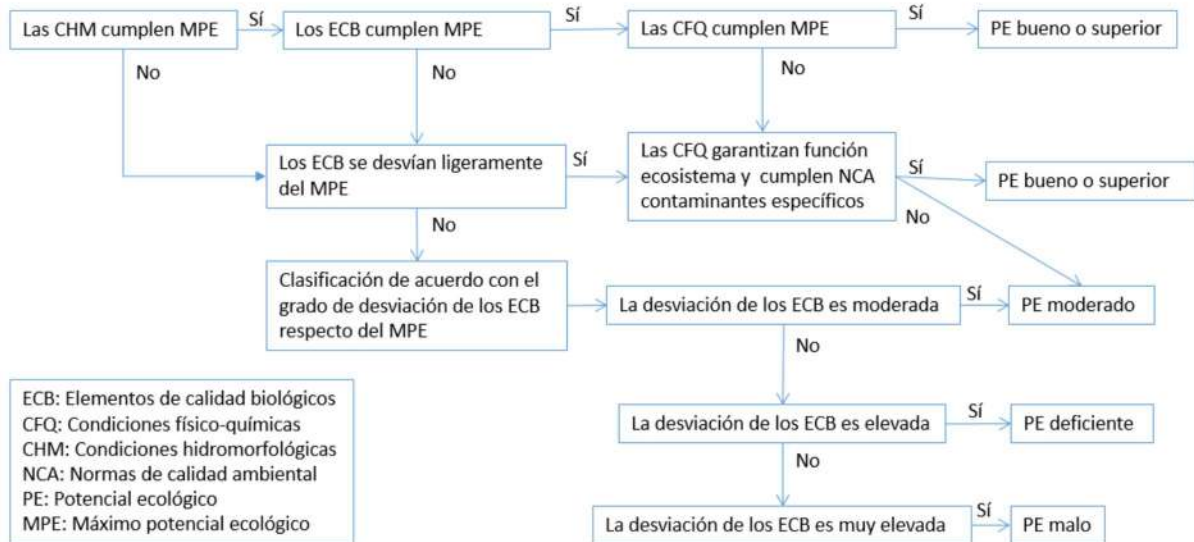 Las CHM cumplen MPE
Sí
Los ECB cumplen MPE
Sí
Las CFQ cumplen MPE
Sí
PE bueno o superior
No
No
No
Los ECB se desvían ligeramente
del MPE
Sí
Las CFQ garantizan función
ecosistema y cumplen NCA
contaminantes específicos
Sí
PE bueno o superior
No
No
Clasificación de acuerdo con el
grado de desviación de los ECB
respecto del MPE
La desviación de los ECB es moderada
Sí
PE moderado
No
La desviación de los ECB es elevada
Sí
PE deficiente
No
La desviación de los ECB es muy elevada
Sí
PE malo
ECB: Elementos de calidad biológicos
CFQ: Condiciones físico-químicas
CHM: Condiciones hidromorfológicas
NCA: Normas de calidad ambiental
PE: Potencial ecológico
MPE: Máximo potencial ecológico